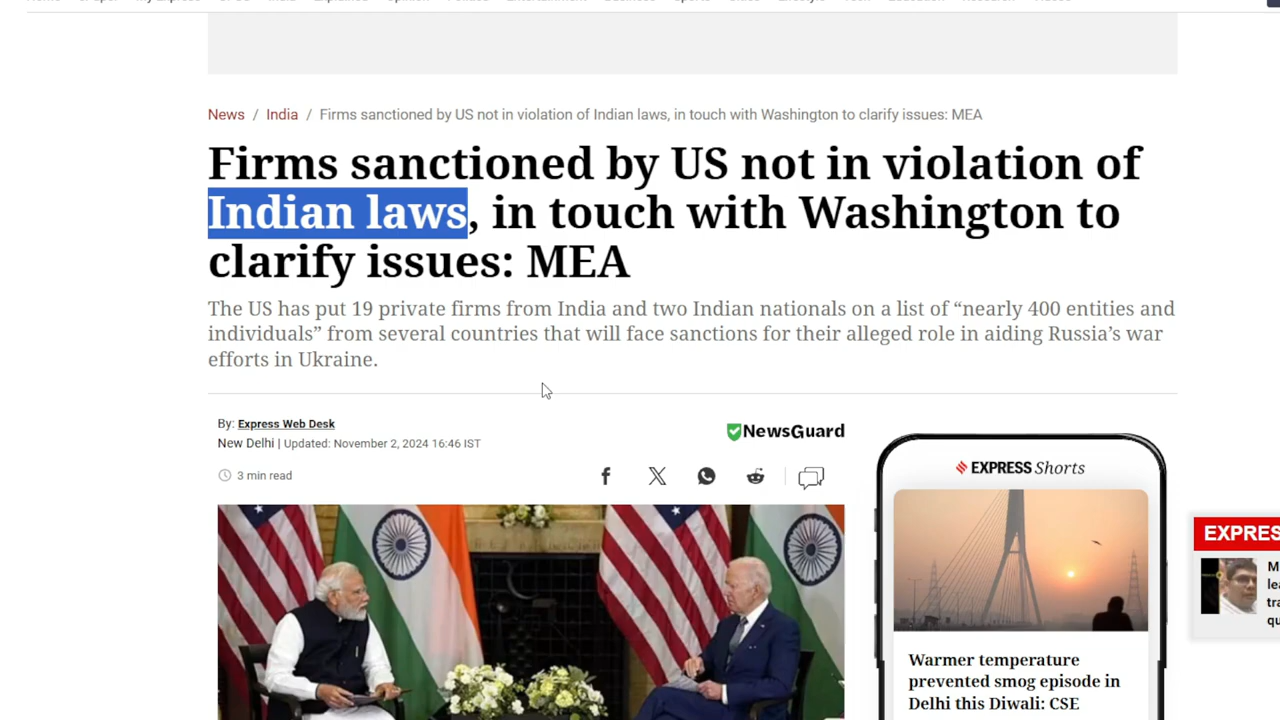 News / India / Firms sanctioned by US not in violation of Indian laws, in touch with Washington to clarify issues: MEA
Firms sanctioned by US not in violation of
Indian laws, in touch with Washington to
clarify issues: MEA
The US has put 19 private firms from India and two Indian nationals on a list of “nearly 400 entities and
individuals” from several countries that will face sanctions for their alleged role in aiding Russia’s war
efforts in Ukraine.
By: Express Web Desk
New Delhi | Updated: November 2, 2024 16:46 IST
NewsGuard
3 min read
EXPRESS Shorts
Warmer temperature
prevented smog episode in
Delhi this Diwali: CSE
EXPRES
M
lea
tra
qu